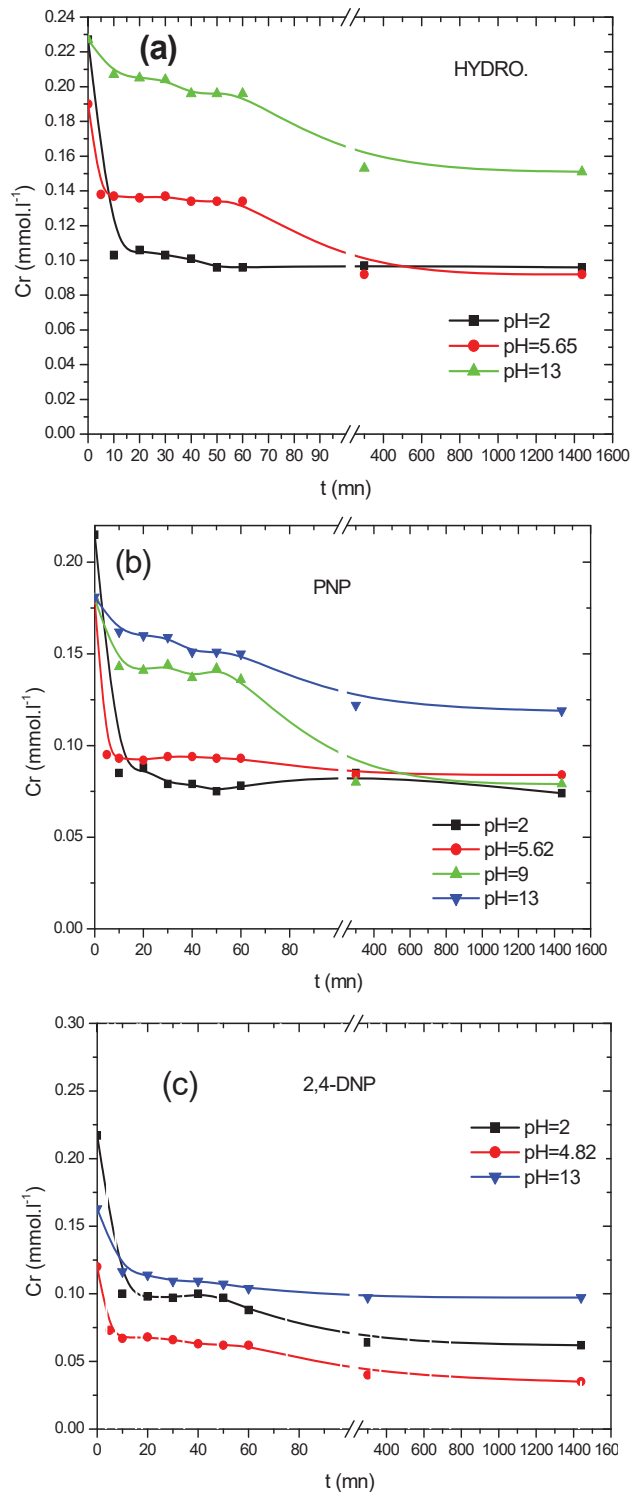 (a)
HYDRO.
Cr (mmol.l-1)
0.24
0.22
0.20
0.18
0.16
0.14
0.12
0.10
0.08
0.06
0.04
0.02
0.00
pH=2
pH=5.65
pH=13
0 10 20 30 40 50 60 70 80 90 400 600 800 1000 1200 1400 1600
t (mn)
(b)
PNP
Cr (mmol.l-1)
0.20
0.15
0.10
0.05
0.00
pH=2
pH=5.62
pH=9
pH=13
0 20 40 60 80 400 600 800 1000 1200 1400 1600
t (mn)
(c)
2,4-DNP
Cr (mmol.l-1)
0.30
0.25
0.20
0.15
0.10
0.05
0.00
pH=2
pH=4.82
pH=13
0 20 40 60 80 400 600 800 1000 1200 1400 160
t (mn)